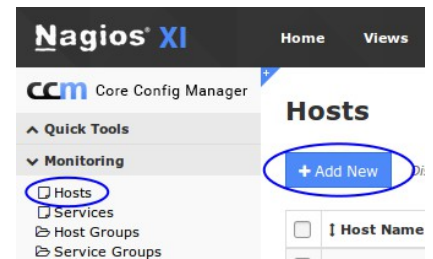 Nagios® XI
Home Views
ccm Core Config Manager
Quick Tools
Monitoring
Hosts
Services
Host Groups
Service Groups
Hosts
+ Add New
Host Name